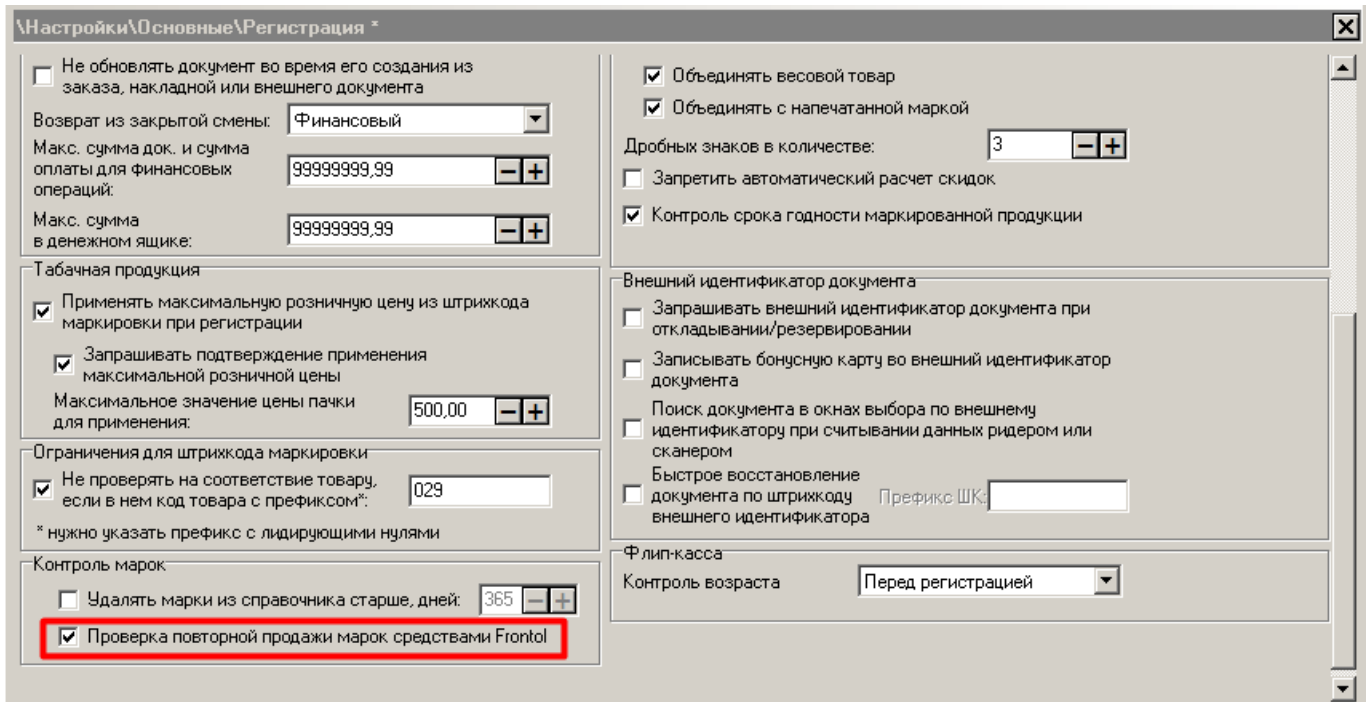 \Настройки\Основные\Регистрация *
Не обновлять документ во время его создания из
заказа, накладной или внешнего документа
Возврат из закрытой смены:
Финансовый
Макс. сумма док. и сумма
оплаты для финансовых
операций:
99999999,99
Макс. сумма
в денежном ящике:
99999999,99
Табачная продукция
Применять максимальную розничную цену из штрихкода
маркировки при регистрации
Запрашивать подтверждение применения
максимальной розничной цены
Максимальное значение цены пачки
для применения:
500,00
Ограничения для штрихкода маркировки
Не проверять на соответствие товару,
если в нем код товара с префиксом*:
029
* нужно указать префикс с лидирующими нулями
Контроль марок
Удалять марки из справочника старше, дней:
365
Проверка повторной продажи марок средствами Frontol
Объединять весовой товар
Объединять с напечатанной маркой
Дробных знаков в количестве:
3
Запретить автоматический расчет скидок
Контроль срока годности маркированной продукции
Внешний идентификатор документа
Запрашивать внешний идентификатор документа при
откладывании/резервировании
Записывать бонусную карту во внешний идентификатор
документа
Поиск документа в окнах выбора по внешнему
идентификатору при считывании данных ридером или
сканером
Быстрое восстановление
документа по штрихкоду
внешнего идентификатора
Префикс ШК:
Флип-касса
Контроль возраста
Перед регистрацией